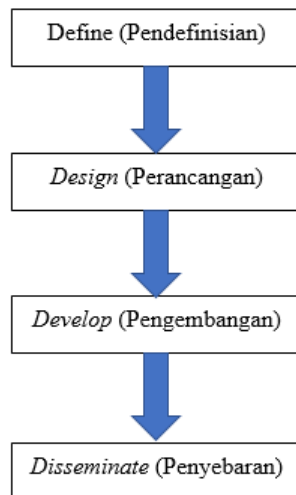 Define (Pendefinisian)
Design (Perancangan)
Develop (Pengembangan)
Disseminate (Penyebaran)